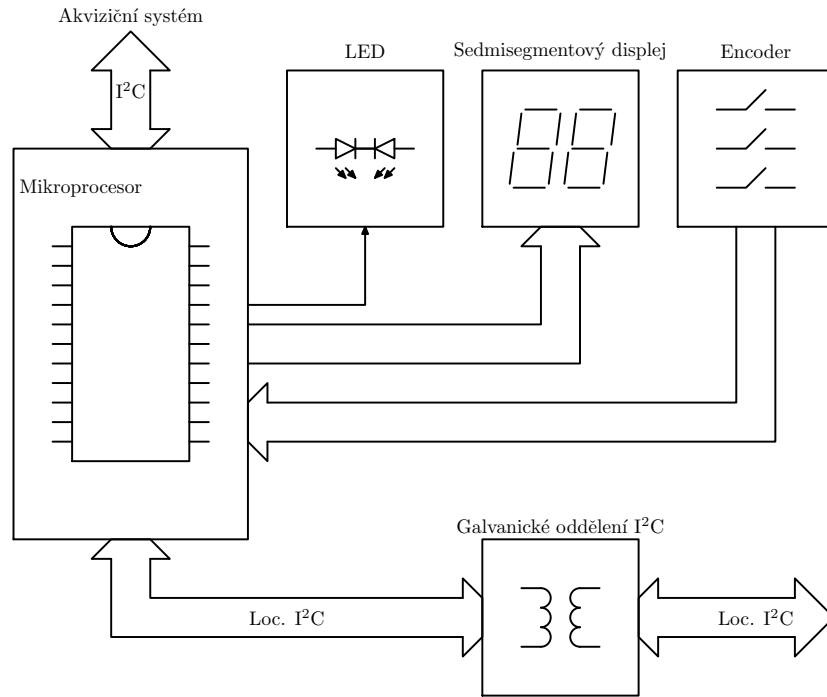 Akviziční systém
I²C
LED
Sedmisegmentový displej
Encoder
Mikroprocesor
Galvanické oddělení I²C
Loc. I²C
Loc. I²C